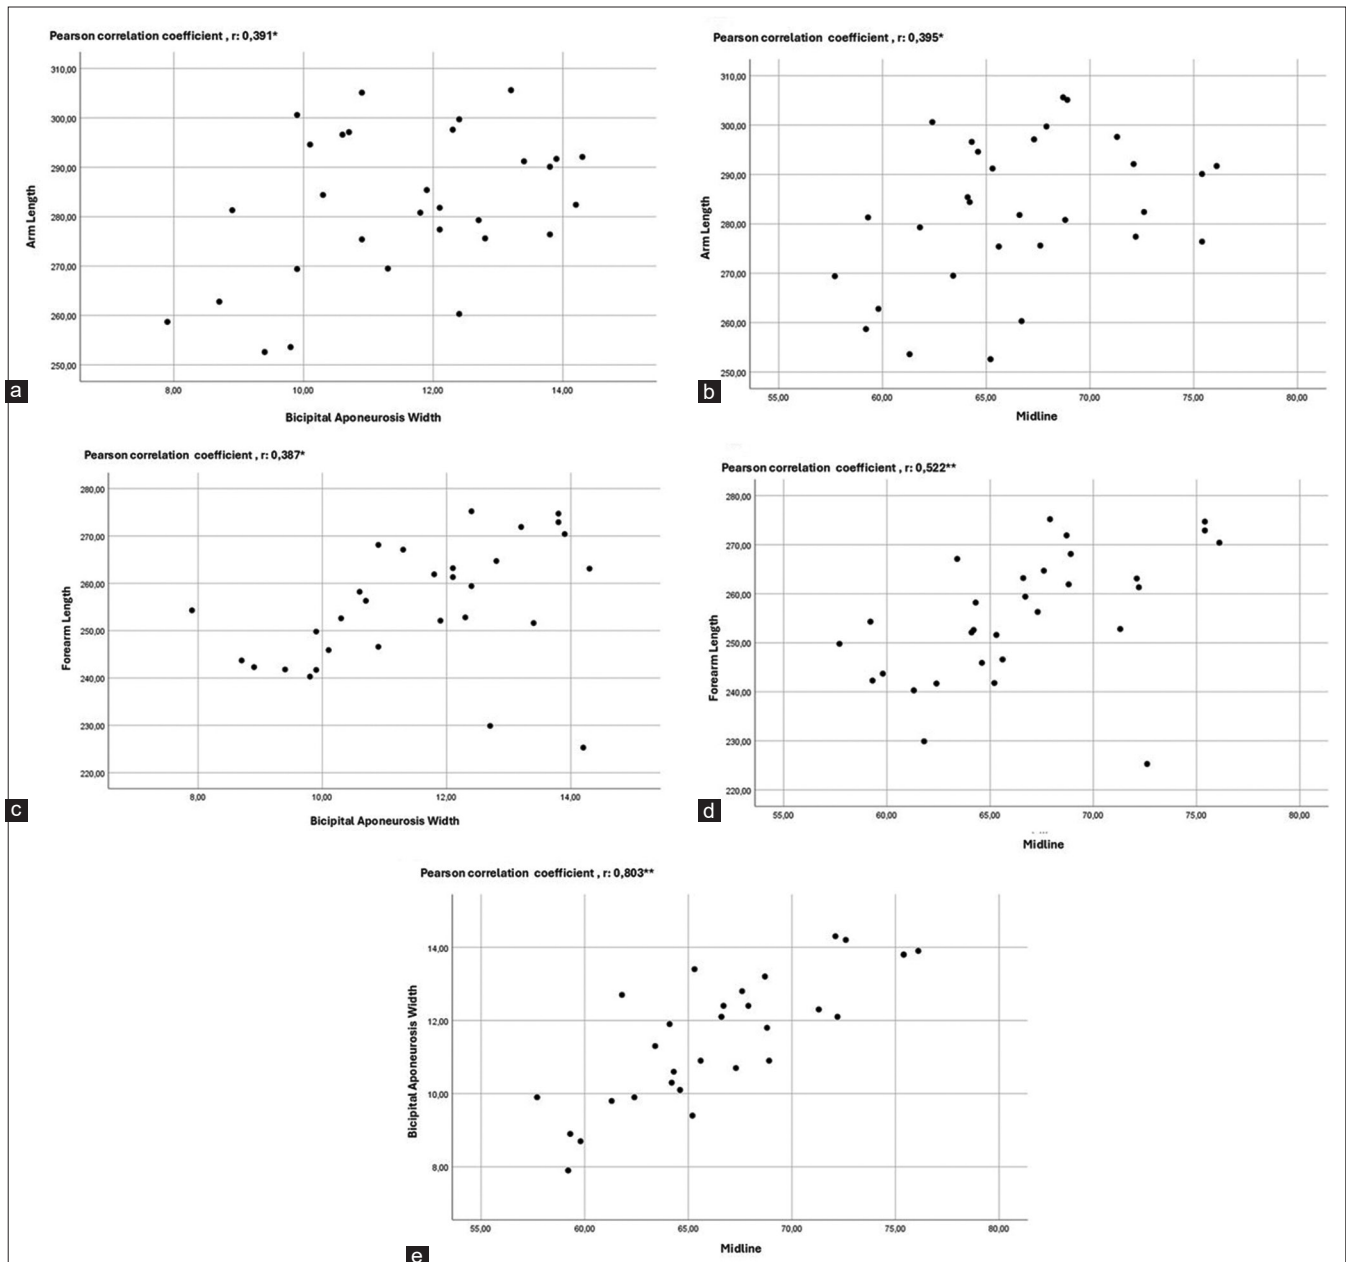 Pearson correlation coefficient , r: 0,391*
310,00
300,00
290,00
280,00
270,00
260,00
250,00
Arm Length
8,00 10,00 12,00 14,00
Bicipital Aponeurosis Width
a
Pearson correlation coefficient , r: 0,395*
310,00
300,00
290,00
280,00
270,00
260,00
250,00
Arm Length
55,00 60,00 65,00 70,00 75,00 80,00
Midline
b
Pearson correlation coefficient , r: 0,387*
280,00
270,00
260,00
250,00
240,00
230,00
220,00
Forearm Length
8,00 10,00 12,00 14,00
Bicipital Aponeurosis Width
c
Pearson correlation coefficient , r: 0,522**
280,00
270,00
260,00
250,00
240,00
230,00
220,00
Forearm Length
55,00 60,00 65,00 70,00 75,00 80,00
Midline
d
Pearson correlation coefficient , r: 0,803**
14,00
12,00
10,00
8,00
Bicipital Aponeurosis Width
55,00 60,00 65,00 70,00 75,00 80,00
Midline
e